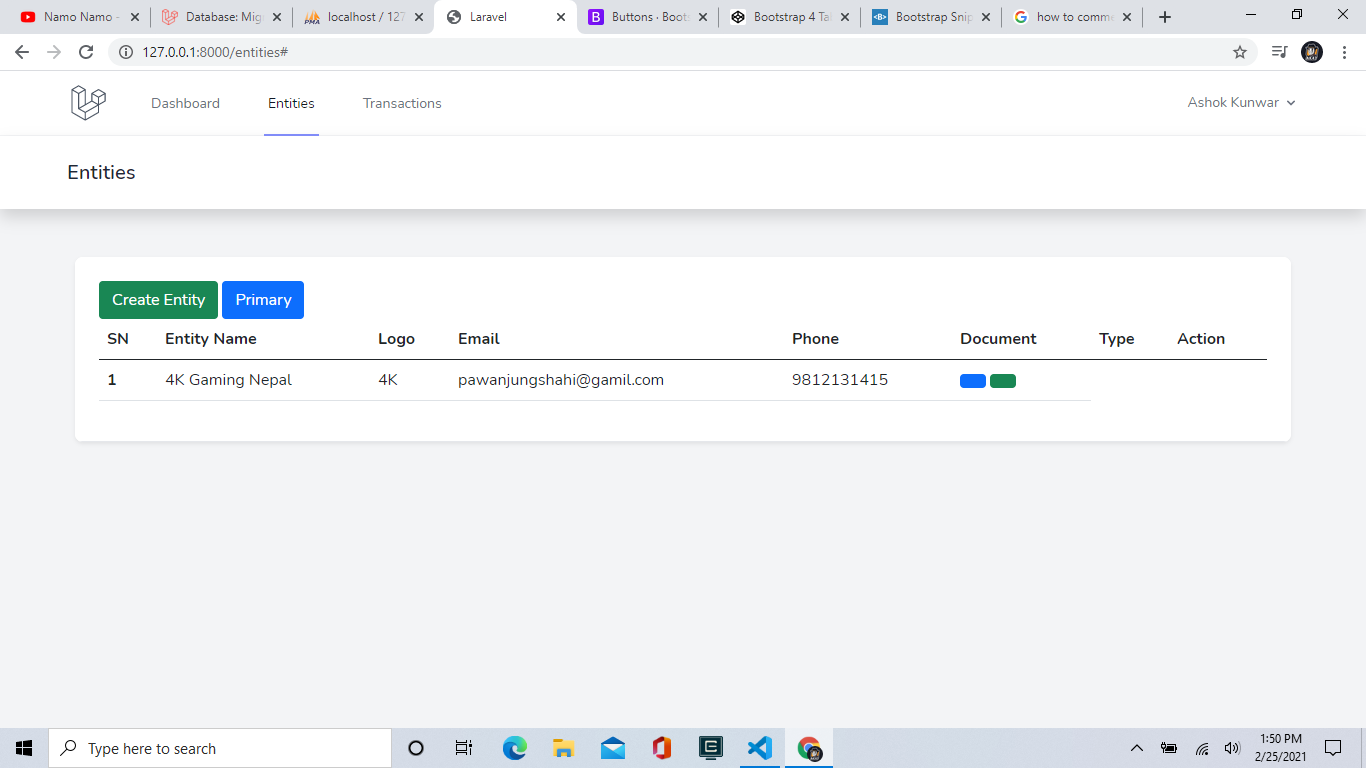 Namo Namo -
Database: Mig
localhost / 127
Laravel
Buttons · Boots
Bootstrap 4 Tab
Bootstrap Snip
how to comme
127.0.0.1:8000/entities#
Dashboard
Entities
Transactions
Ashok Kunwar
Entities
Create Entity
Primary
SN Entity Name Logo Email Phone Document Type Action
1 4K Gaming Nepal 4K pawanjungshahi@gamil.com 9812131415
Type here to search
1:50 PM
2/25/2021